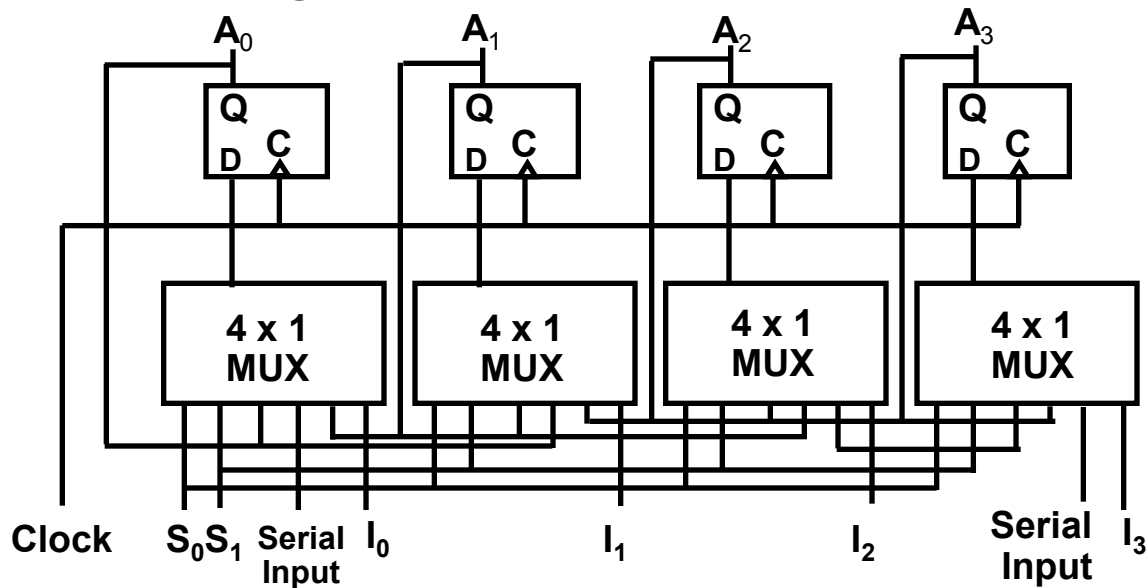 A₀ A₁ A₂ A₃
Q Q Q Q
D C D C D C D C
4 x 1 4 x 1 4 x 1 4 x 1
MUX MUX MUX MUX
Clock S₀S₁ Serial I₀ I₁ I₂ Serial I₃
Input Input